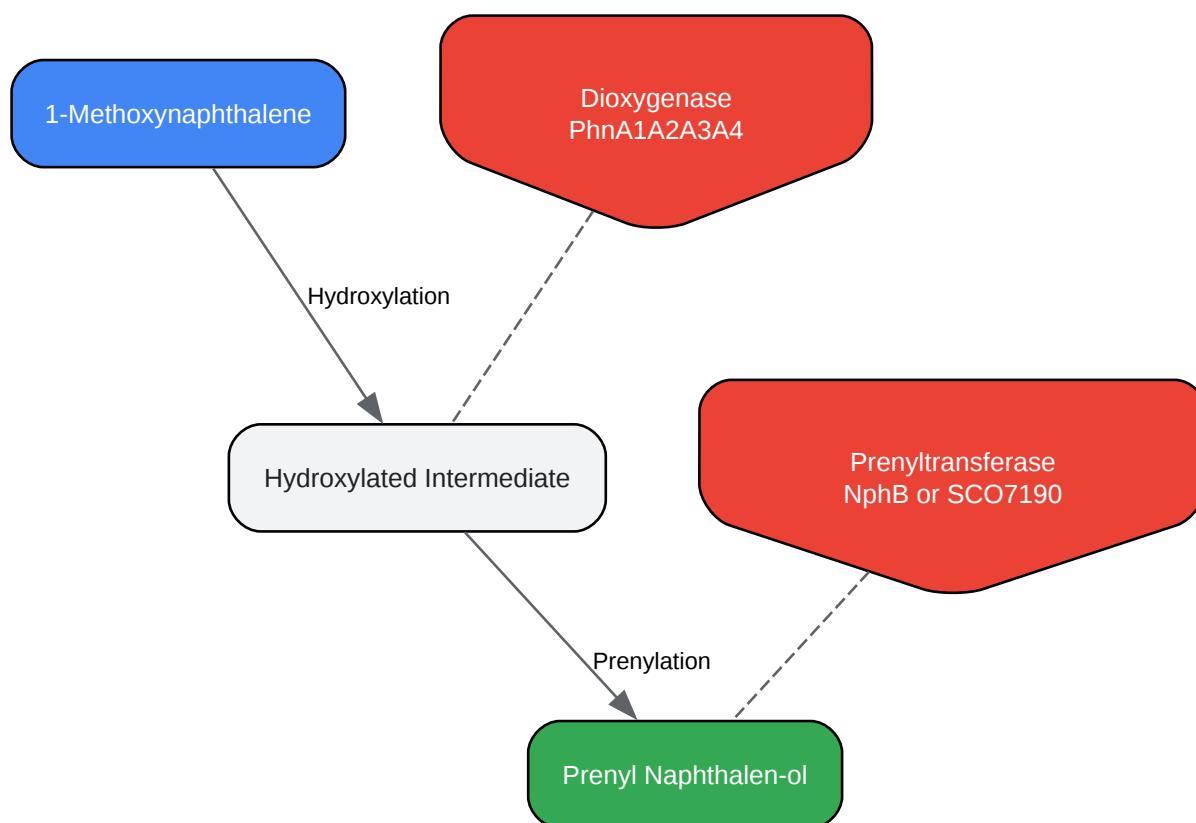 1-Methoxynaphthalene
Dioxygenase
PhnA1A2A3A4
Hydroxylation
Hydroxylated Intermediate
Prenyltransferase
NphB or SCO7190
Prenylation
Prenyl Naphthalen-ol